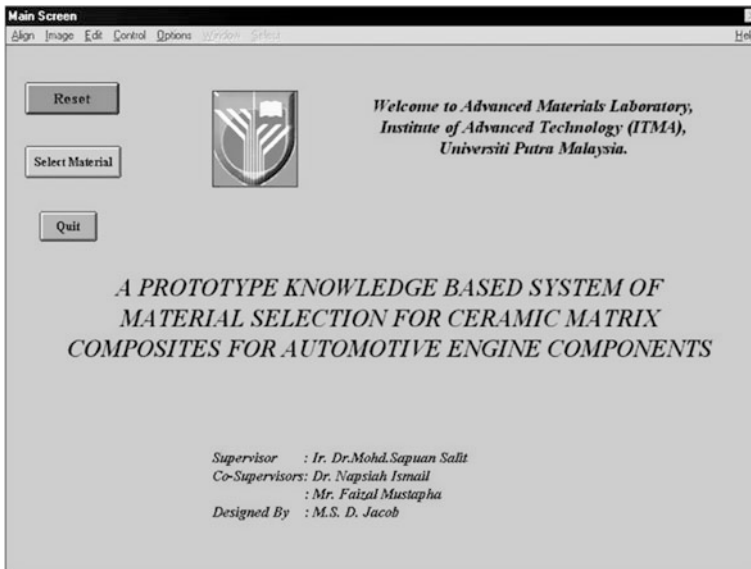 Main Screen
Align Image Edit Control Options Window Select Hel
Reset
Select Material
Quit
Welcome to Advanced Materials Laboratory,
Institute of Advanced Technology (ITMA),
Universiti Putra Malaysia.
A PROTOTYPE KNOWLEDGE BASED SYSTEM OF
MATERIAL SELECTION FOR CERAMIC MATRIX
COMPOSITES FOR AUTOMOTIVE ENGINE COMPONENTS
Supervisor : Ir. Dr.Mohd.Sapuan Salit
Co-Supervisors: Dr. Napsiah Ismail
: Mr. Faizal Mustapha
Designed By : M.S. D. Jacob